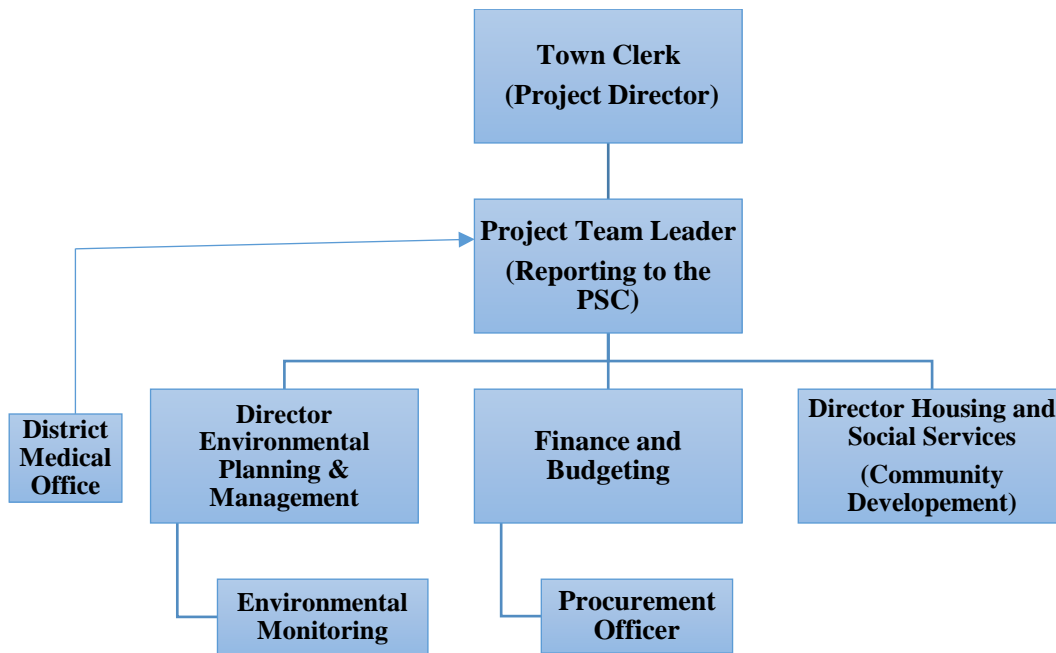 Town Clerk
(Project Director)
Project Team Leader
(Reporting to the
PSC)
District
Medical
Office
Director
Environmental
Planning &
Management
Finance and
Budgeting
Director Housing and
Social Services
(Community
Developement)
Environmental
Monitoring
Procurement
Officer